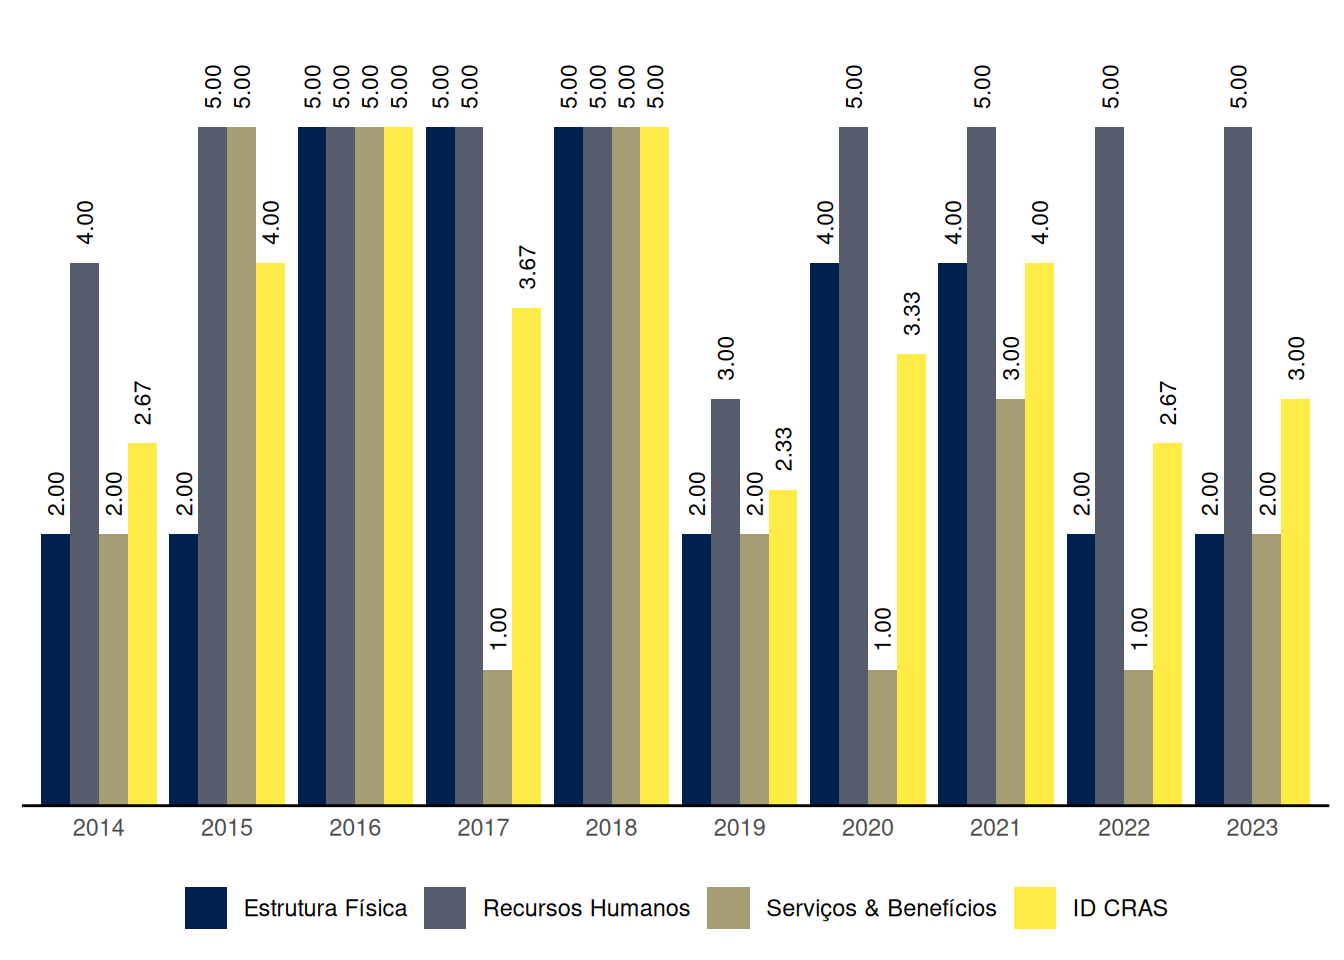 5.00 5.00 5.00 5.00 5.00 5.00 5.00 5.00 5.00 5.00 5.00 5.00 5.00 5.00 5.00 5.00
4.00 4.00 4.00 4.00 4.00
3.67
3.33
3.00 3.00 3.00
2.67 2.67
2.33
2.00 2.00 2.00 2.00 2.00 2.00 2.00 2.00
1.00 1.00 1.00
2014 2015 2016 2017 2018 2019 2020 2021 2022 2023
Estrutura Física Recursos Humanos Serviços & Benefícios ID CRAS